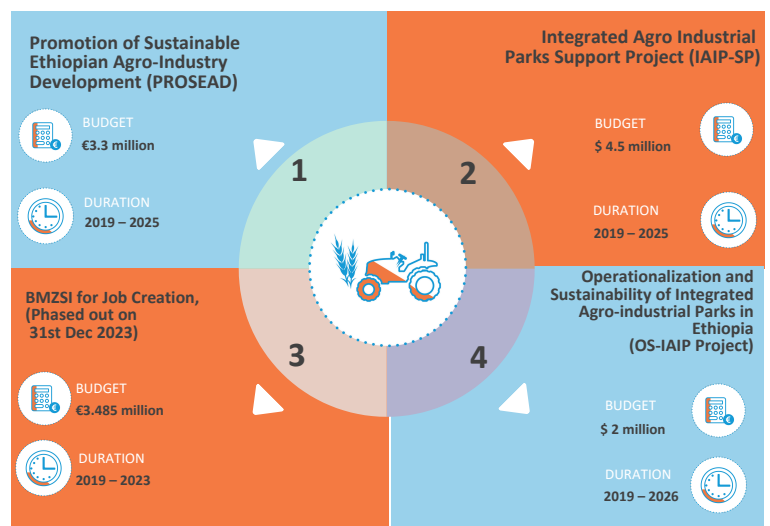 Promotion of Sustainable
Ethiopian Agro-Industry
Development (PROSEAD)
BUDGET
€3.3 million
DURATION
2019 – 2025
1
Integrated Agro Industrial
Parks Support Project (IAIP-SP)
BUDGET
$ 4.5 million
DURATION
2019 – 2025
2
BMZSI for Job Creation,
(Phased out on
31st Dec 2023)
BUDGET
€3.485 million
DURATION
2019 – 2023
3
Operationalization and
Sustainability of Integrated
Agro-industrial Parks in
Ethiopia
(OS-IAIP Project)
BUDGET
$ 2 million
DURATION
2019 – 2026
4